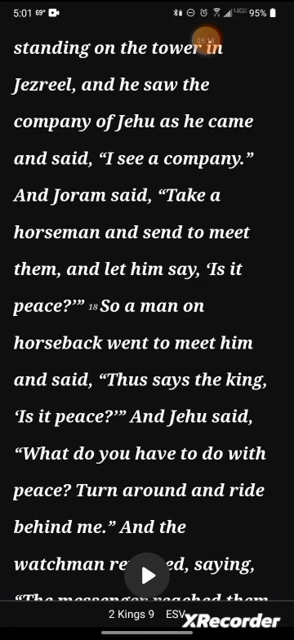 5:01 69° 95%
standing on the tower in
Jezreel, and he saw the
company of Jehu as he came
and said, “I see a company.”
And Joram said, “Take a
horseman and send to meet
them, and let him say, ‘Is it
peace?’” 18 So a man on
horseback went to meet him
and said, “Thus says the king,
‘Is it peace?’” And Jehu said,
“What do you have to do with
peace? Turn around and ride
behind me.” And the
watchman saying,
“The messenger reached them
2 Kings 9 ESV
XRecorder